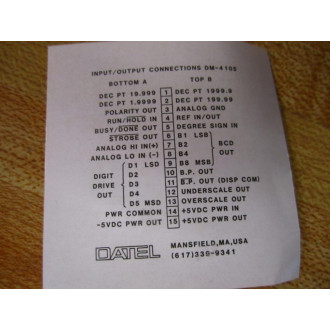 INPUT/OUTPUT CONNECTIONS DM-4106
BOTTOM A TOP B
DEC PT 19.999 1 DEC PT 1999.9
DEC PT 1.9999 2 DEC PT 199.99
POLARITY OUT 3 ANALOG GND
RUN/HOLD IN 4 REF IN/OUT
BUSY/DONE OUT 5 DEGREE SIGN IN
STROBE OUT 6 B1 LSB
ANALOG HI IN(+) 7 B2 BCD
ANALOG LO IN (-) 8 B4 OUT
D1 LSD 9 B8 MSB
DIGIT D2 10 B.P. OUT
DRIVE D3 11 B.P. OUT (DISP COM)
OUT D4 12 UNDERSCALE OUT
D5 MSD 13 OVERSCALE OUT
PWR COMMON 14 +5VDC PWR IN
-5VDC PWR OUT 15 +5VDC PWR OUT
DATEL MANSFIELD,MA,USA
(617)339-9341